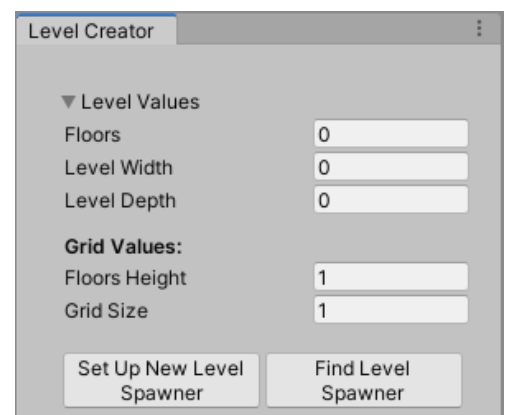 Level Creator
Level Values
Floors 0
Level Width 0
Level Depth 0
Grid Values:
Floors Height 1
Grid Size 1
Set Up New Level Spawner
Find Level Spawner